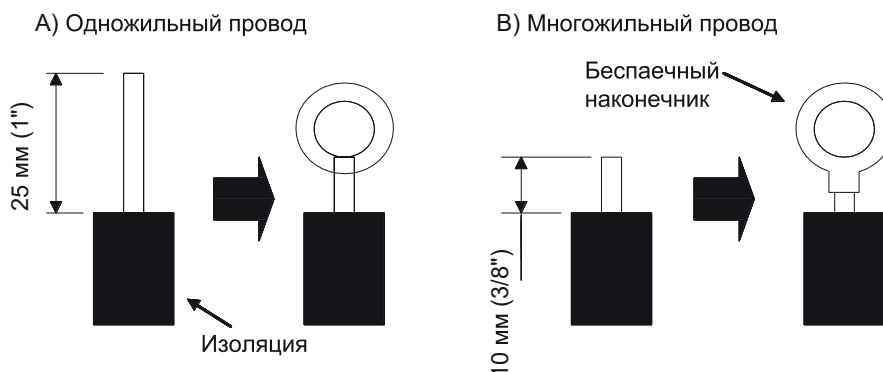 А) Одножильный провод
В) Многожильный провод
25 мм (1")
Изоляция
Беспаечный
наконечник
10 мм (3/8")